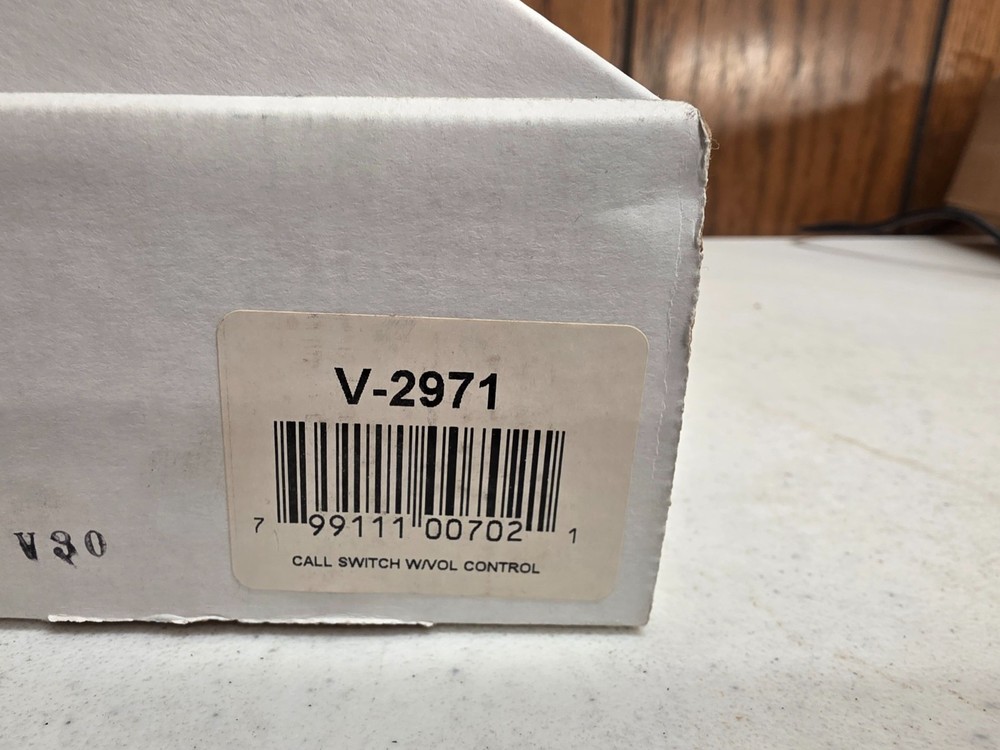 V-2971
7 99111 00702 1
CALL SWITCH W/VOL CONTROL
V30